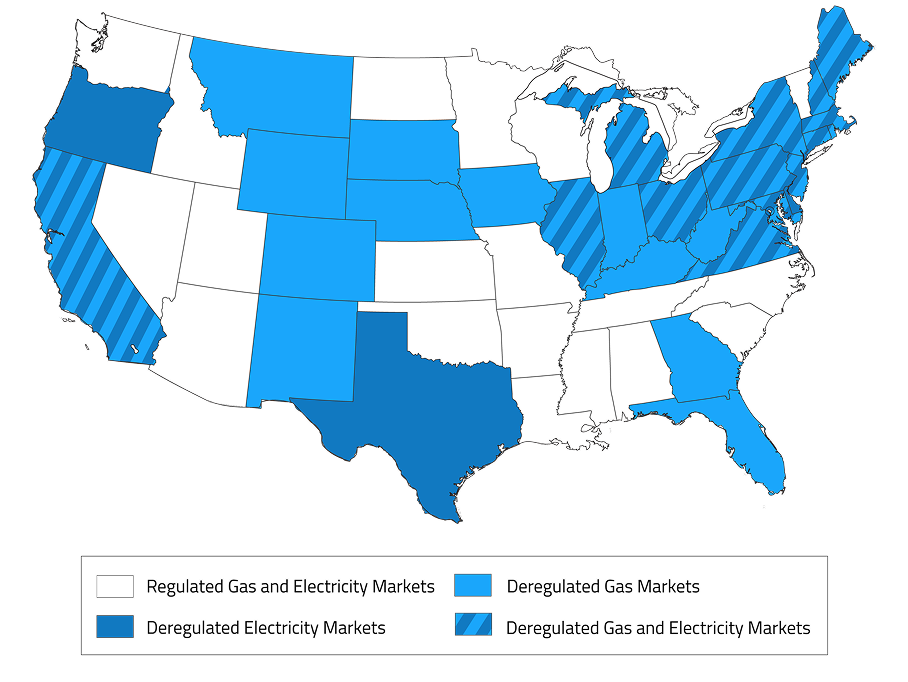 Regulated Gas and Electricity Markets
Deregulated Gas Markets
Deregulated Electricity Markets
Deregulated Gas and Electricity Markets